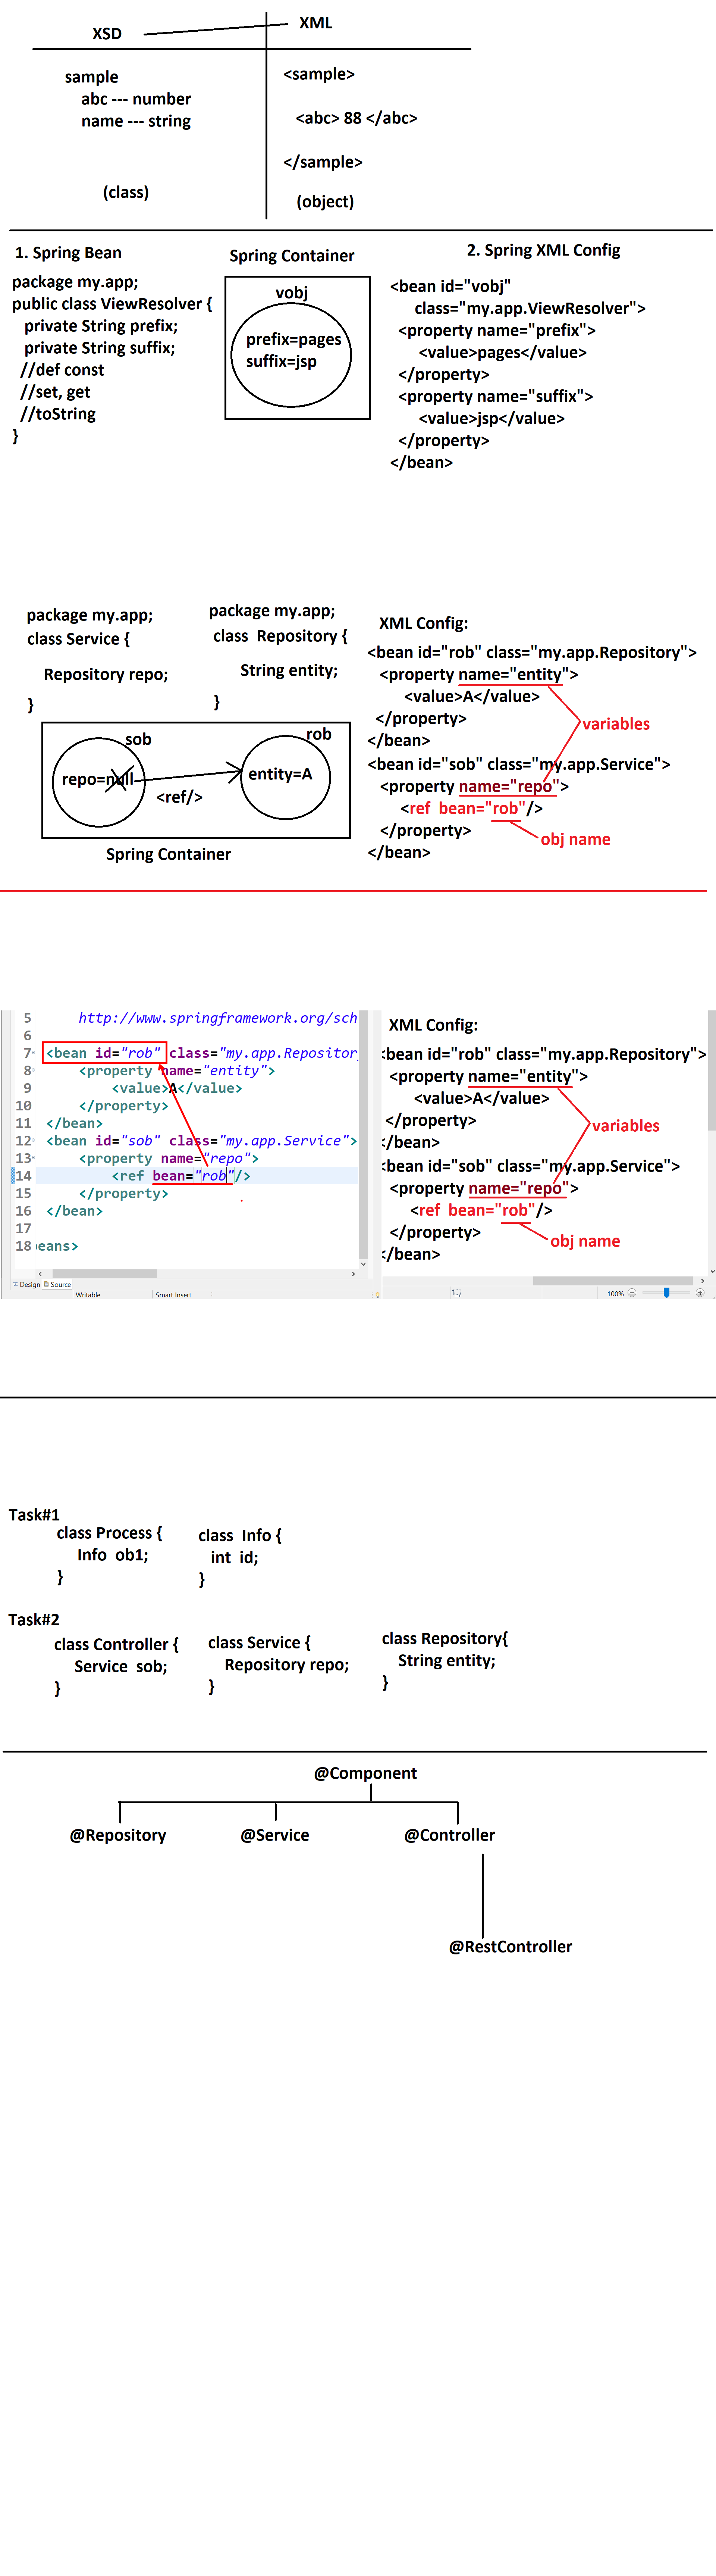 XSD
XML
sample
abc --- number
name --- string
(class)
<sample>
<abc> 88 </abc>
</sample>
(object)
1. Spring Bean
package my.app;
public class ViewResolver {
private String prefix;
private String suffix;
//def const
//set, get
//toString
}
Spring Container
vobj
prefix=pages
suffix=jsp
2. Spring XML Config
<bean id="vobj"
class="my.app.ViewResolver">
<property name="prefix">
<value>pages</value>
</property>
<property name="suffix">
<value>jsp</value>
</property>
</bean>
package my.app;
class Service {
Repository repo;
}
package my.app;
class Repository {
String entity;
}
sob
rob
repo=null
entity=A
<ref/>
Spring Container
XML Config:
<bean id="rob" class="my.app.Repository">
<property name="entity">
<value>A</value>
</property>
</bean>
<bean id="sob" class="my.app.Service">
<property name="repo">
<ref bean="rob"/>
</property>
</bean>
variables
obj name
5 http://www.springframework.org/sch
6
7 <bean id="rob" class="my.app.Repository
8 <property name="entity">
9 <value>A</value>
10 </property>
11 </bean>
12 <bean id="sob" class="my.app.Service">
13 <property name="repo">
14 <ref bean="rob"/>
15 </property>
16 </bean>
17
18 eans>
Design Source
Writable Smart Insert
XML Config:
<bean id="rob" class="my.app.Repository">
<property name="entity">
<value>A</value>
</property>
/bean>
<bean id="sob" class="my.app.Service">
<property name="repo">
<ref bean="rob"/>
</property>
/bean>
variables
obj name
100%
Task#1
class Process {
Info ob1;
}
class Info {
int id;
}
Task#2
class Controller {
Service sob;
}
class Service {
Repository repo;
}
class Repository{
String entity;
}
@Component
@Repository
@Service
@Controller
@RestController